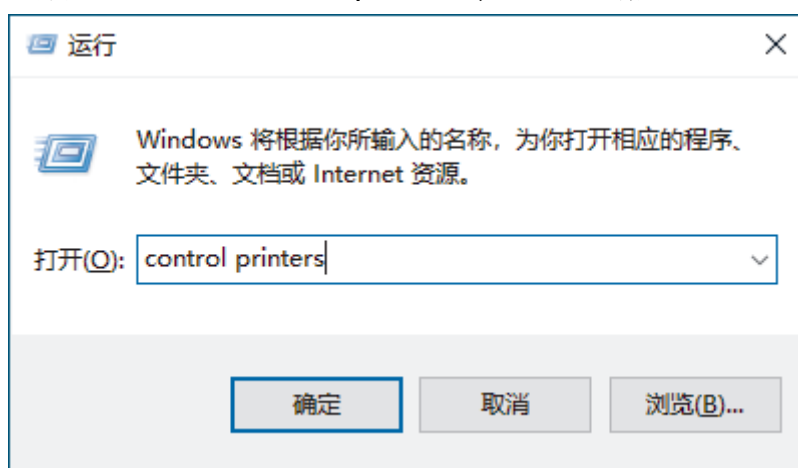 运行
Windows 将根据你所输入的名称，为你打开相应的程序、
文件夹、文档或 Internet 资源。
打开(O): control printers
确定 取消 浏览(B)...